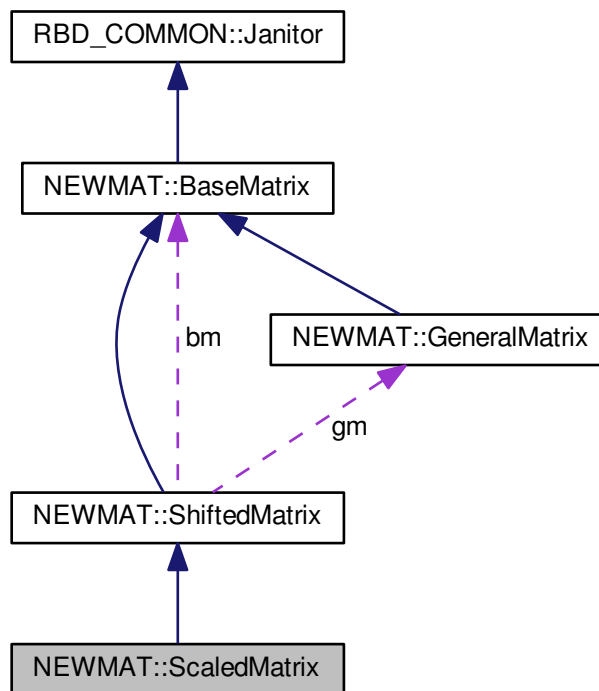 RBD_COMMON::Janitor
NEWMAT::BaseMatrix
bm
NEWMAT::GeneralMatrix
gm
NEWMAT::ShiftedMatrix
NEWMAT::ScaledMatrix